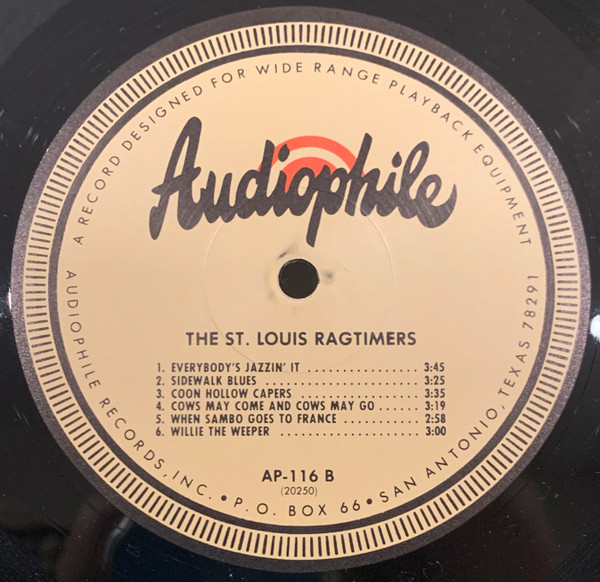 A RECORD DESIGNED FOR WIDE RANGE PLAYBACK EQUIPMENT
Audiophile
THE ST. LOUIS RAGTIMERS
1. EVERYBODY'S JAZZIN' IT .................... 3:45
2. SIDEWALK BLUES .................... 3:25
3. COON HOLLOW CAPERS .................... 3:35
4. COWS MAY COME AND COWS MAY GO ....... 3:19
5. WHEN SAMBO GOES TO FRANCE ............. 2:58
6. WILLIE THE WEEPER .................... 3:00
AP-116 B
(20250)
AUDIOPHILE RECORDS, INC. • P. O. BOX 66 • SAN ANTONIO, TEXAS 78291